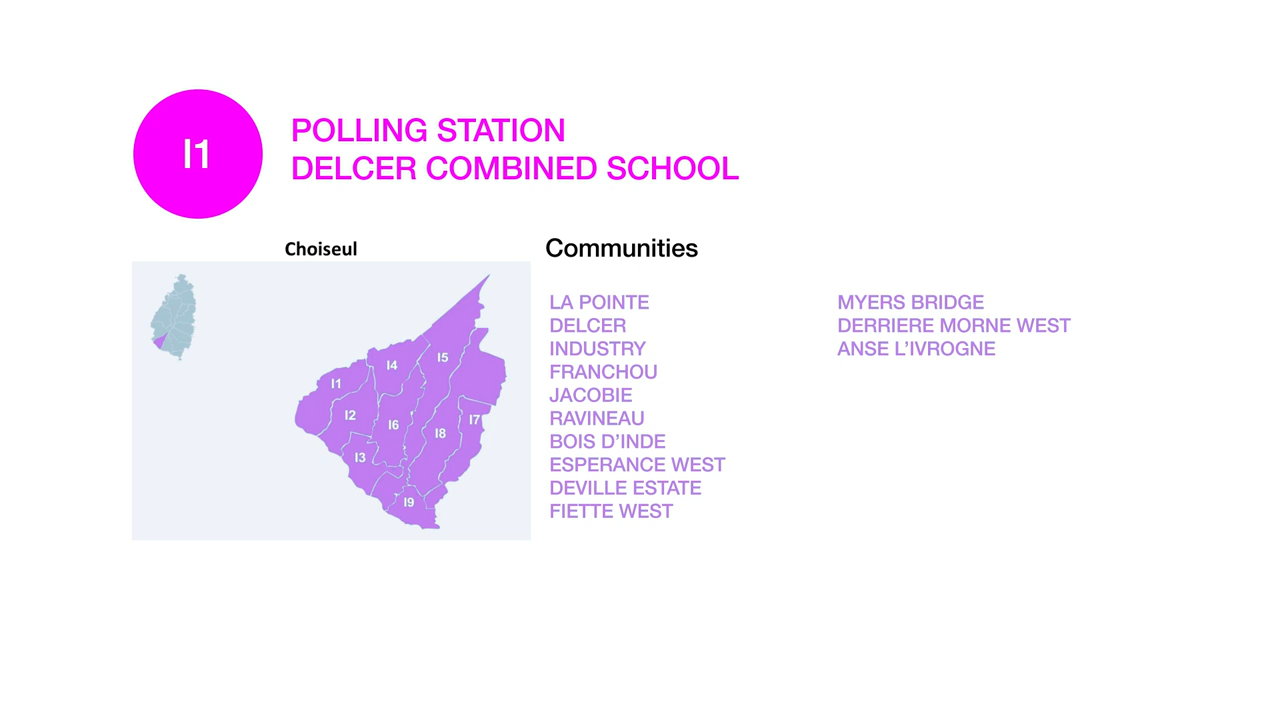 I1
POLLING STATION
DELCER COMBINED SCHOOL
Choiseul
I1
I2
I3
I4
I5
I6
I7
I8
I9
Communities
LA POINTE
DELCER
INDUSTRY
FRANCHOU
JACOBIE
RAVINEAU
BOIS D’INDE
ESPERANCE WEST
DEVILLE ESTATE
FIETTE WEST
MYERS BRIDGE
DERRIERE MORNE WEST
ANSE L’IVROGNE